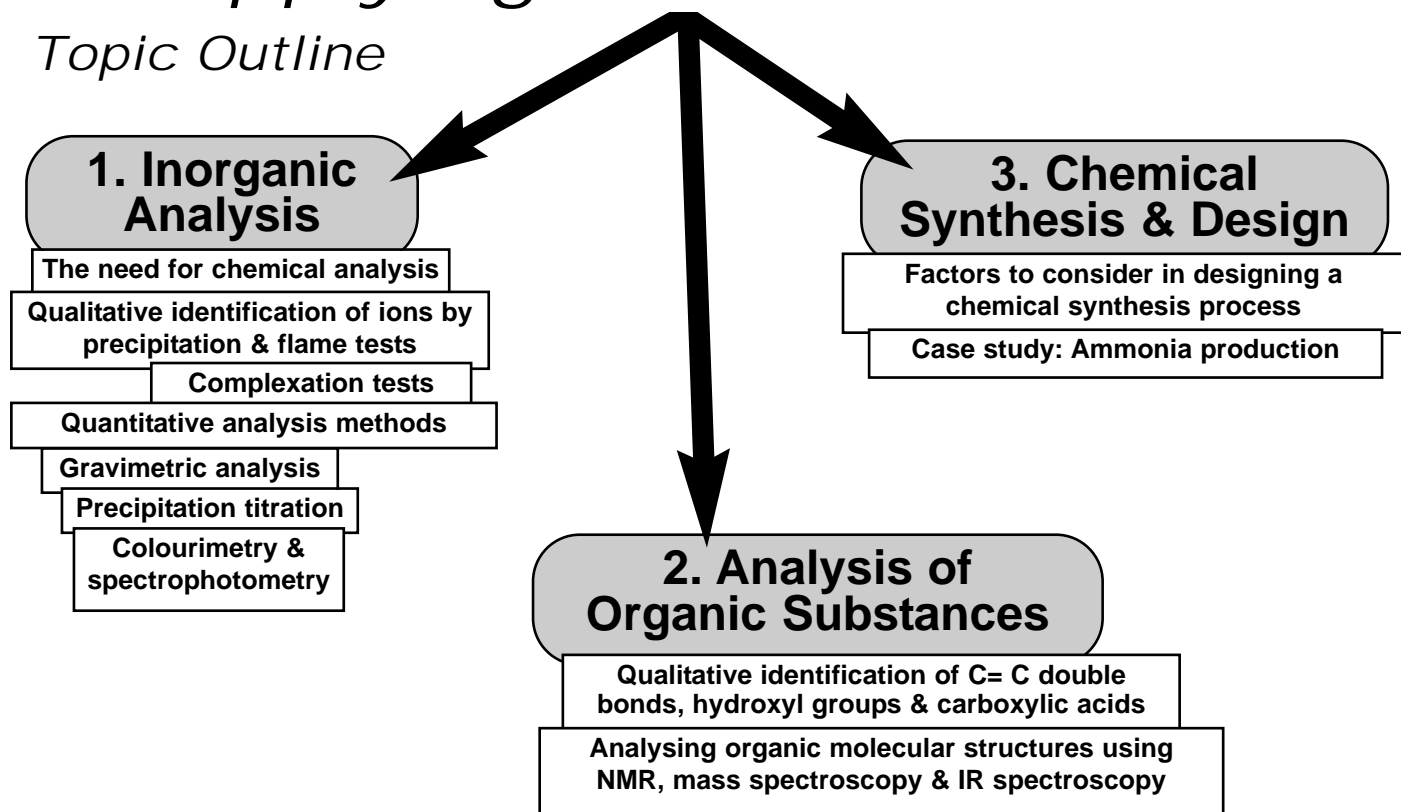 Topic Outline
1. Inorganic
Analysis
The need for chemical analysis
Qualitative identification of ions by
precipitation & flame tests
Complexation tests
Quantitative analysis methods
Gravimetric analysis
Precipitation titration
Colourimetry &
spectrophotometry
2. Analysis of
Organic Substances
Qualitative identification of C= C double
bonds, hydroxyl groups & carboxylic acids
Analysing organic molecular structures using
NMR, mass spectroscopy & IR spectroscopy
3. Chemical
Synthesis & Design
Factors to consider in designing a
chemical synthesis process
Case study: Ammonia production